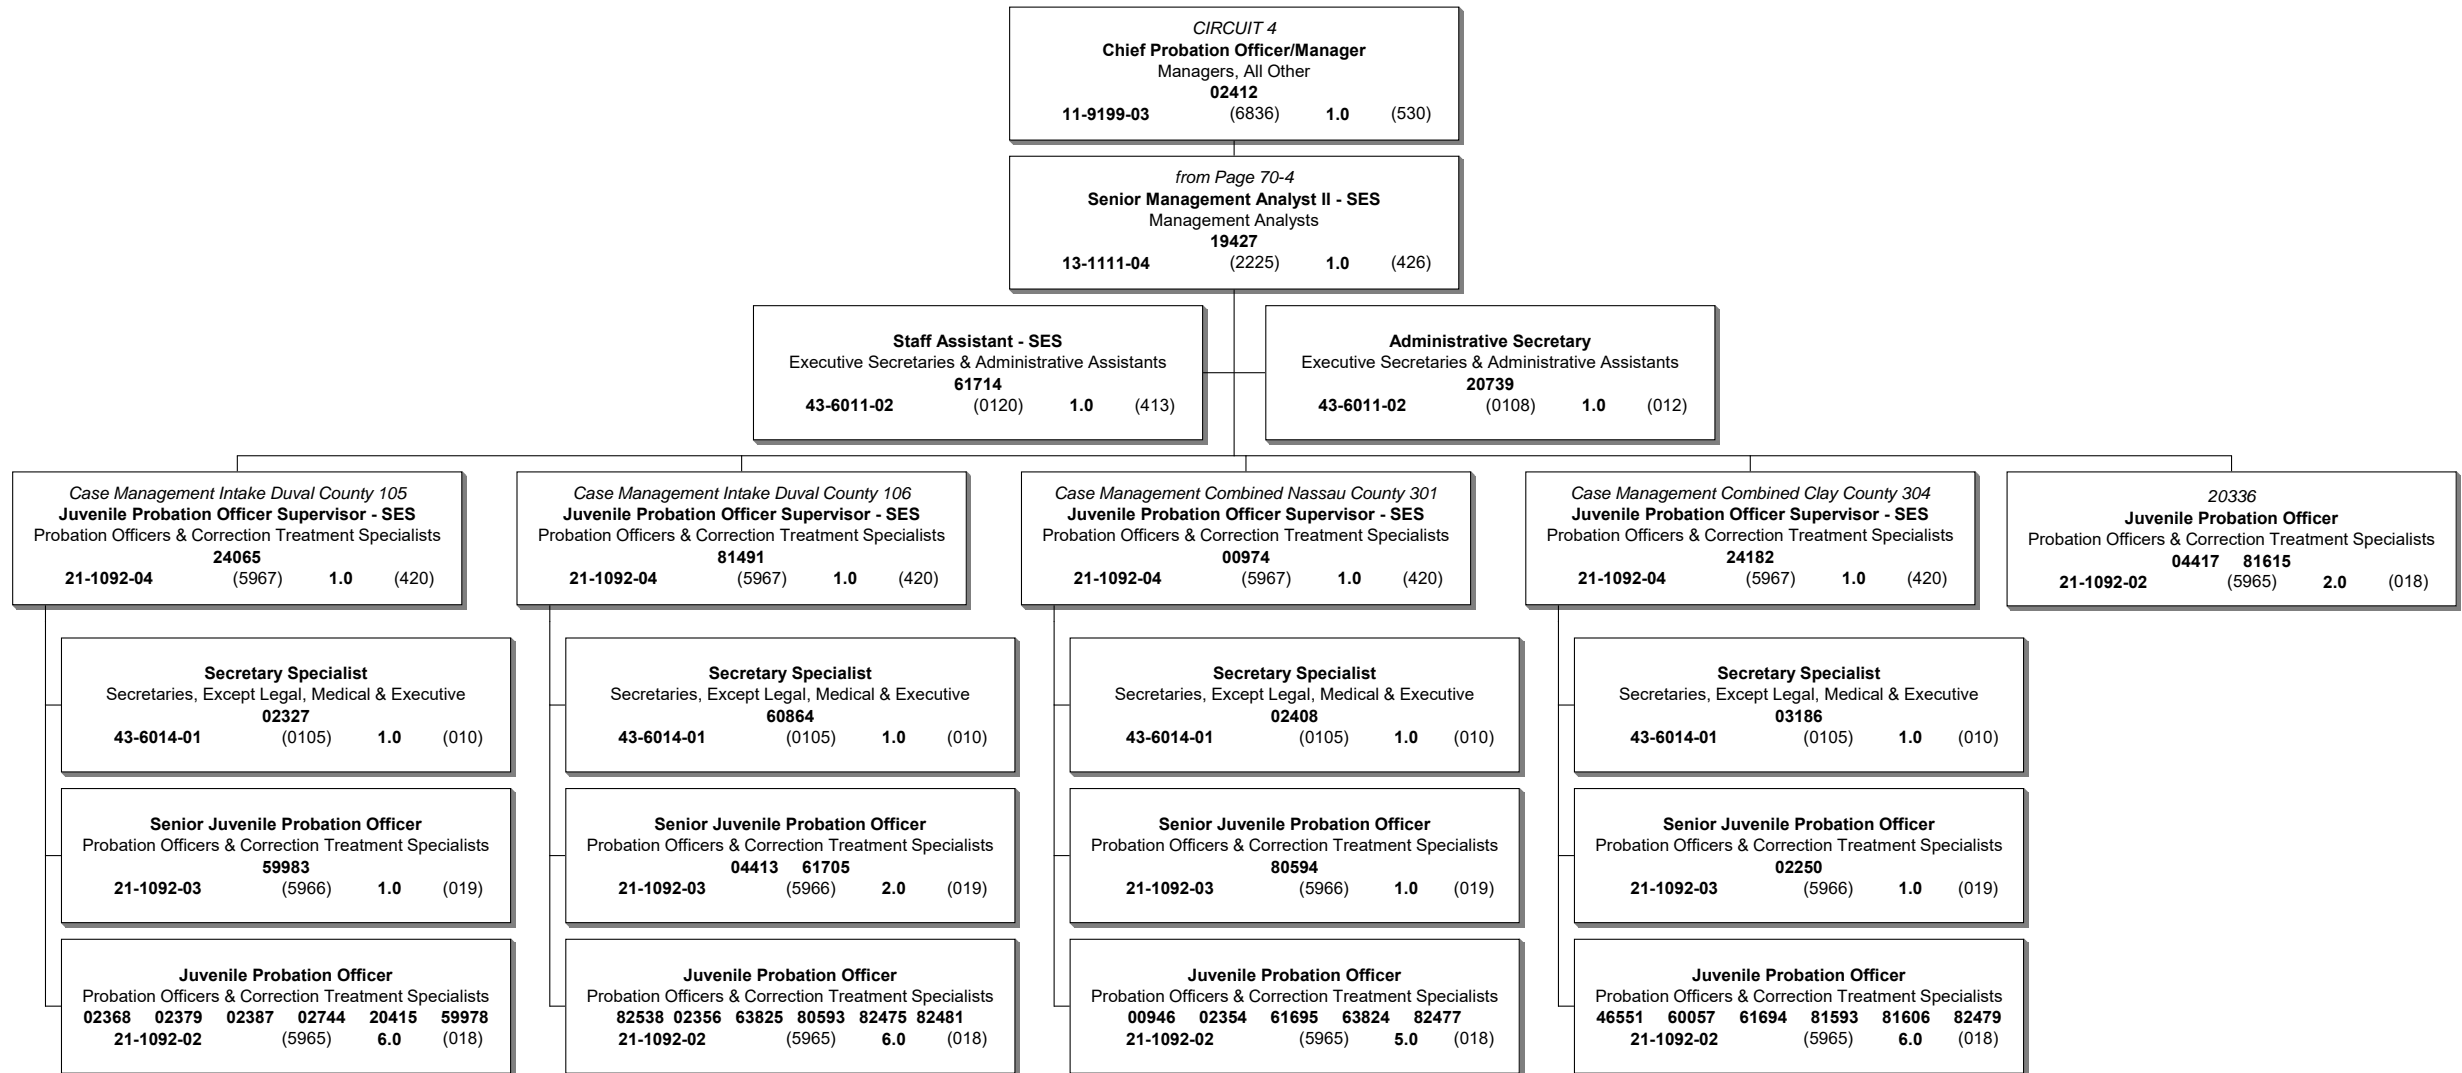 CIRCUIT 4
Chief Probation Officer/Manager
Managers, All Other
02412
11-9199-03 (6836) 1.0 (530)
from Page 70-4
Senior Management Analyst II - SES
Management Analysts
19427
13-1111-04 (2225) 1.0 (426)
Staff Assistant - SES
Executive Secretaries & Administrative Assistants
61714
43-6011-02 (0120) 1.0 (413)
Administrative Secretary
Executive Secretaries & Administrative Assistants
20739
43-6011-02 (0108) 1.0 (012)
Case Management Intake Duval County 105
Juvenile Probation Officer Supervisor - SES
Probation Officers & Correction Treatment Specialists
24065
21-1092-04 (5967) 1.0 (420)
Secretary Specialist
Secretaries, Except Legal, Medical & Executive
02327
43-6014-01 (0105) 1.0 (010)
Senior Juvenile Probation Officer
Probation Officers & Correction Treatment Specialists
59983
21-1092-03 (5966) 1.0 (019)
Juvenile Probation Officer
Probation Officers & Correction Treatment Specialists
02368 02379 02387 02744 20415 59978
21-1092-02 (5965) 6.0 (018)
Case Management Intake Duval County 106
Juvenile Probation Officer Supervisor - SES
Probation Officers & Correction Treatment Specialists
81491
21-1092-04 (5967) 1.0 (420)
Secretary Specialist
Secretaries, Except Legal, Medical & Executive
60864
43-6014-01 (0105) 1.0 (010)
Senior Juvenile Probation Officer
Probation Officers & Correction Treatment Specialists
04413 61705
21-1092-03 (5966) 2.0 (019)
Juvenile Probation Officer
Probation Officers & Correction Treatment Specialists
82538 02356 63825 80593 82475 82481
21-1092-02 (5965) 6.0 (018)
Case Management Combined Nassau County 301
Juvenile Probation Officer Supervisor - SES
Probation Officers & Correction Treatment Specialists
00974
21-1092-04 (5967) 1.0 (420)
Secretary Specialist
Secretaries, Except Legal, Medical & Executive
02408
43-6014-01 (0105) 1.0 (010)
Senior Juvenile Probation Officer
Probation Officers & Correction Treatment Specialists
80594
21-1092-03 (5966) 1.0 (019)
Juvenile Probation Officer
Probation Officers & Correction Treatment Specialists
00946 02354 61695 63824 82477
21-1092-02 (5965) 5.0 (018)
Case Management Combined Clay County 304
Juvenile Probation Officer Supervisor - SES
Probation Officers & Correction Treatment Specialists
24182
21-1092-04 (5967) 1.0 (420)
Secretary Specialist
Secretaries, Except Legal, Medical & Executive
03186
43-6014-01 (0105) 1.0 (010)
Senior Juvenile Probation Officer
Probation Officers & Correction Treatment Specialists
02250
21-1092-03 (5966) 1.0 (019)
Juvenile Probation Officer
Probation Officers & Correction Treatment Specialists
46551 60057 61694 81593 81606 82479
21-1092-02 (5965) 6.0 (018)
20336
Juvenile Probation Officer
Probation Officers & Correction Treatment Specialists
04417 81615
21-1092-02 (5965) 2.0 (018)